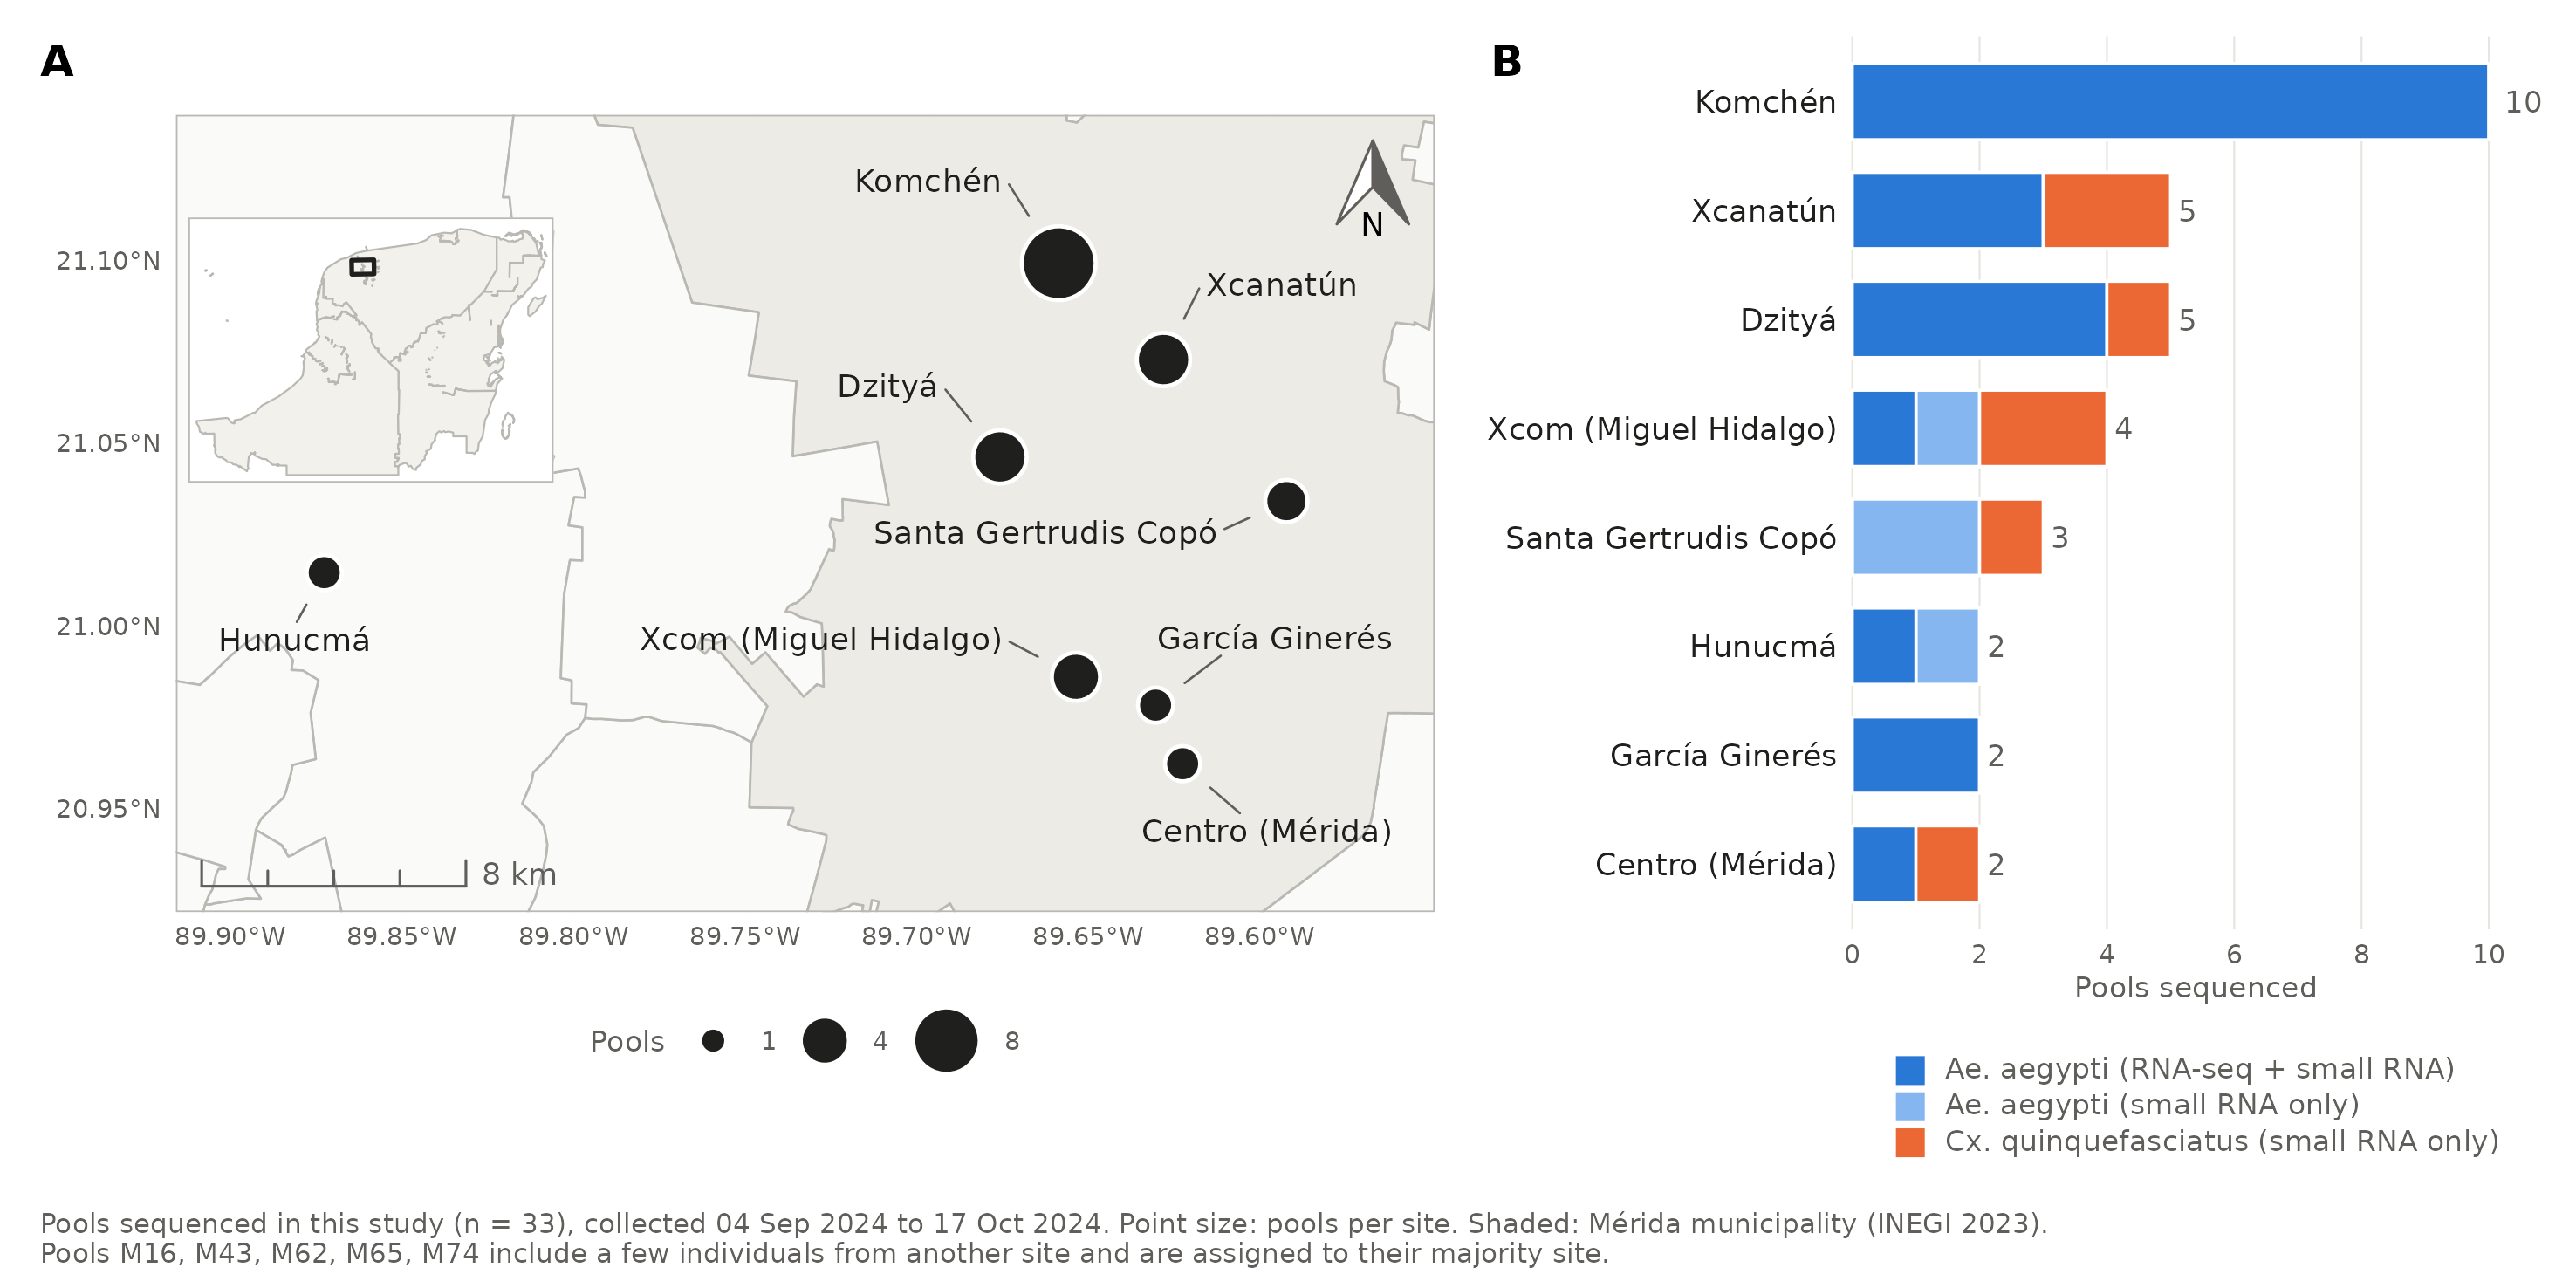 A
Komchén
N
Xcanatún
Dzityá
Santa Gertrudis Copó
Hunucmá
Xcom (Miguel Hidalgo)
García Ginerés
Centro (Mérida)
8 km
21.10°N
21.05°N
21.00°N
20.95°N
89.90°W 89.85°W 89.80°W 89.75°W 89.70°W 89.65°W 89.60°W
Pools 1 4 8
B
Komchén 10
Xcanatún 5
Dzityá 5
Xcom (Miguel Hidalgo) 4
Santa Gertrudis Copó 3
Hunucmá 2
García Ginerés 2
Centro (Mérida) 2
0 2 4 6 8 10
Pools sequenced
Ae. aegypti (RNA-seq + small RNA)
Ae. aegypti (small RNA only)
Cx. quinquefasciatus (small RNA only)
Pools sequenced in this study (n = 33), collected 04 Sep 2024 to 17 Oct 2024. Point size: pools per site. Shaded: Mérida municipality (INEGI 2023).
Pools M16, M43, M62, M65, M74 include a few individuals from another site and are assigned to their majority site.